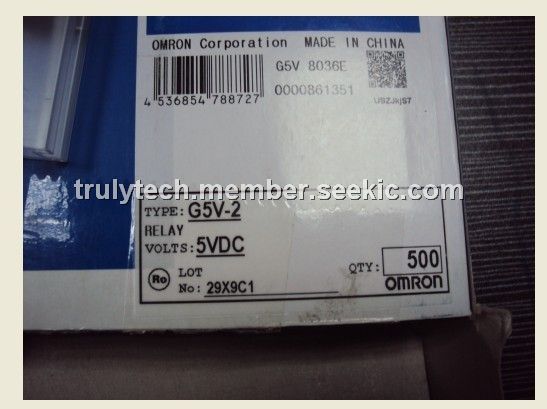 OMRON Corporation MADE IN CHINA
G5V 8036E
4 536854 788727
0000861351
trulytech.member.seekic.com
TYPE: G5V-2
RELAY
VOLTS: 5VDC
Ro
LOT
No: 29X9C1
QTY: 500
OMRON